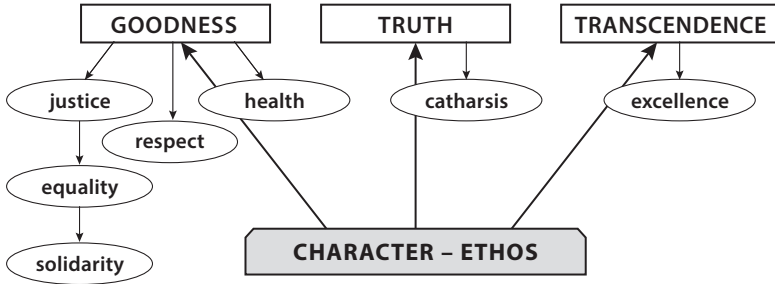 GOODNESS
TRUTH
TRANSCENDENCE
justice
health
catharsis
excellence
respect
equality
CHARACTER – ETHOS
solidarity